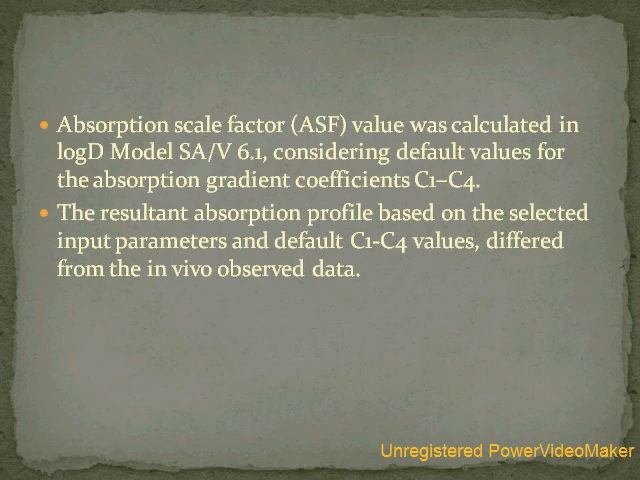 • Absorption scale factor (ASF) value was calculated in
logD Model SA/V 6.1, considering default values for
the absorption gradient coefficients C1–C4.
• The resultant absorption profile based on the selected
input parameters and default C1-C4 values, differed
from the in vivo observed data.
Unregistered PowerVideoMaker